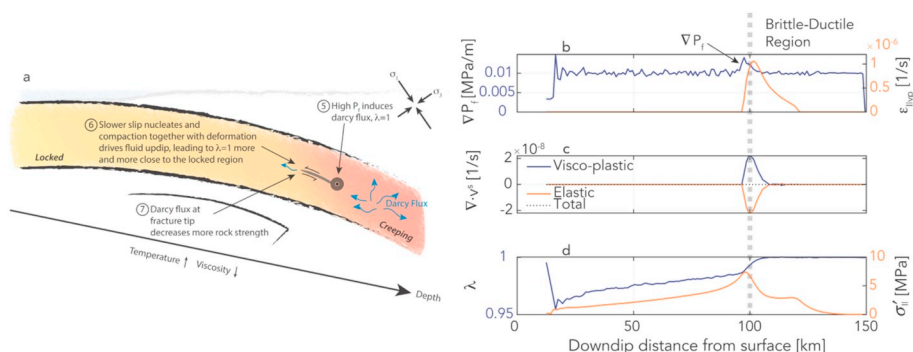 a
σ₁
σ₃
⑤ High Pf induces
darcy flux, λ=1
⑥ Slower slip nucleates and
compaction together with deformation
drives fluid updip, leading to λ=1 more
and more close to the locked region
Locked
Darcy Flux
Creeping
⑦ Darcy flux at
fracture tip
decreases more rock strength
Temperature ↑ Viscosity ↓
Depth
Brittle-Ductile
Region
∇Pf
×10⁻⁶
b
∇Pf [MPa/m]
0.01
0.005
0
1
0.5
0
ε̇IIvp [1/s]
×10⁻⁸
c
∇·vˢ [1/s]
2
0
-2
Visco-plastic
Elastic
Total
d
λ
1
0.95
10
5
0
σ′II [MPa]
0 50 100 150
Downdip distance from surface [km]